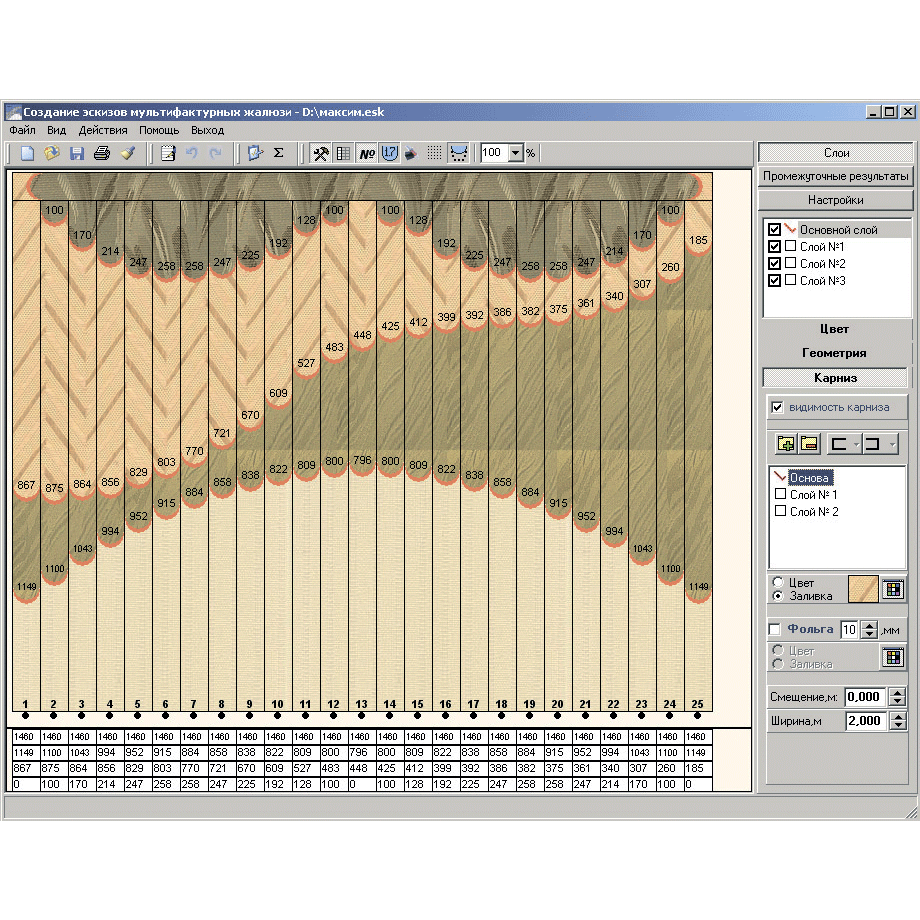 Создание эскизов мультифактурных жалюзи - D:\максим.esk
Файл Вид Действия Помощь Выход
Σ № 1,7 100 %
Слои
Промежуточные результаты
Настройки
Основной слой
Слой №1
Слой №2
Слой №3
Цвет
Геометрия
Карниз
видимость карниза
Основа
Слой № 1
Слой № 2
Цвет
Заливка
Фольга 10 ,мм
Цвет
Заливка
Смещение,м: 0,000
Ширина,м 2,000
100 170 214 247 258 258 247 225 192 128 100 100 128 192 225 247 258 258 247 214 170 100
867 875 864 856 829 803 770 721 670 609 527 483 448 425 412 399 392 386 382 375 361 340 307 260 185
1149 1100 1043 994 952 915 884 858 838 822 809 800 796 800 809 822 838 858 884 915 952 994 1043 1100 1149
1 2 3 4 5 6 7 8 9 10 11 12 13 14 15 16 17 18 19 20 21 22 23 24 25
1460 1460 1460 1460 1460 1460 1460 1460 1460 1460 1460 1460 1460 1460 1460 1460 1460 1460 1460 1460 1460 1460 1460 1460 1460
1149 1100 1043 994 952 915 884 858 838 822 809 800 796 800 809 822 838 858 884 915 952 994 1043 1100 1149
867 875 864 856 829 803 770 721 670 609 527 483 448 425 412 399 392 386 382 375 361 340 307 260 185
0 100 170 214 247 258 258 247 225 192 128 100 0 100 128 192 225 247 258 258 247 214 170 100 0